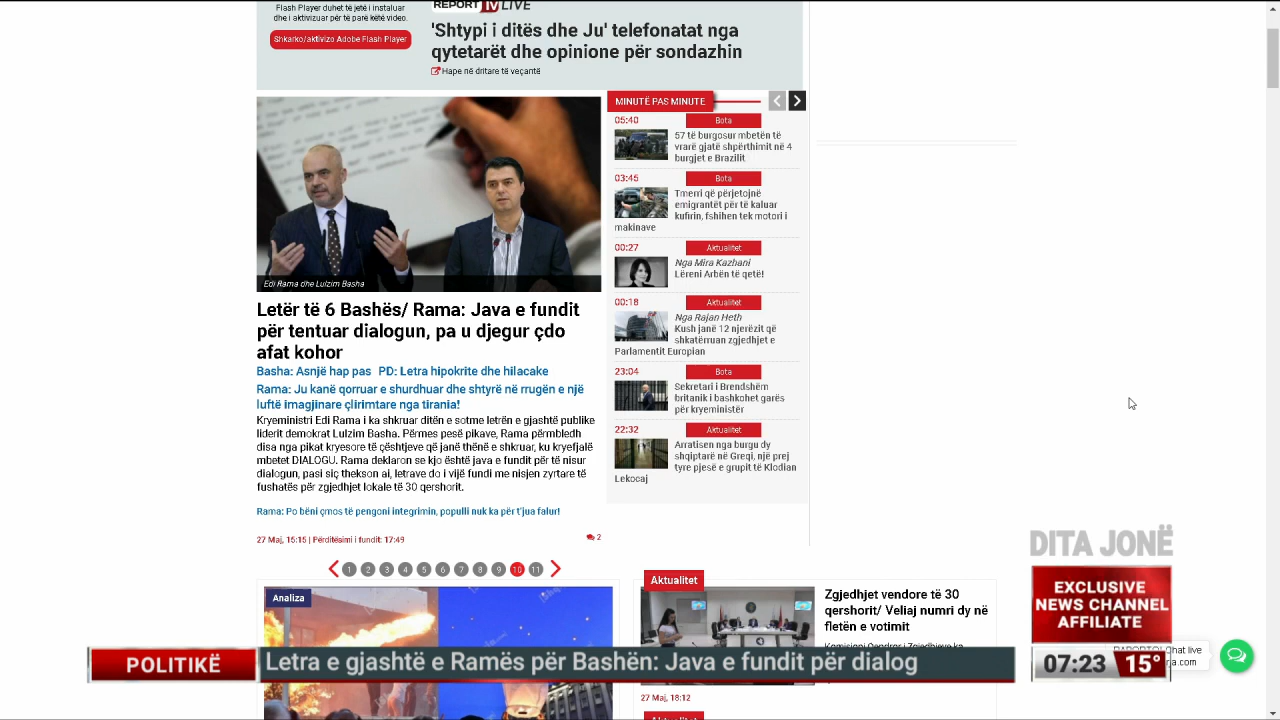 Flash Player duhet të jetë i instaluar
dhe i aktivizuar për të parë këtë video.
Shkarko/aktivizo Adobe Flash Player
REPORT TV LIVE
'Shtypi i ditës dhe Ju' telefonatat nga
qytetarët dhe opinione për sondazhin
Hape në dritare të veçantë
Edi Rama dhe Lulzim Basha
Letër të 6 Bashës/ Rama: Java e fundit
për tentuar dialogun, pa u djegur çdo
afat kohor
Basha: Asnjë hap pas PD: Letra hipokrite dhe hilacake
Rama: Ju kanë qorruar e shurdhuar dhe shtyrë në rrugën e një
luftë imagjinare çlirimtare nga tirania!
Kryeministri Edi Rama i ka shkruar ditën e sotme letrën e gjashtë publike
liderit demokrat Lulzim Basha. Përmes pesë pikave, Rama përmbledh
disa nga pikat kryesore të çështjeve që janë thënë e shkruar, ku kryefjalë
mbetet DIALOGU. Rama deklaron se kjo është java e fundit për të nisur
dialogun, pasi siç thekson ai, letrave do i vijë fundi me nisjen zyrtare të
fushatës për zgjedhjet lokale të 30 qershorit.
Rama: Po bëni çmos të pengoni integrimin, populli nuk ka për t'jua falur!
27 Maj, 15:15 | Përditësimi i fundit: 17:49
2
MINUTË PAS MINUTE
05:40 Bota
57 të burgosur mbetën të
vrarë gjatë shpërthimit në 4
burgjet e Brazilit
03:45 Bota
Tmerri që përjetojnë
emigrantët për të kaluar
kufirin, fshihen tek motori i
makinave
00:27 Aktualitet
Nga Mira Kazhani
Lëreni Arbën të qetë!
00:18 Aktualitet
Nga Rajan Heth
Kush janë 12 njerëzit që
shkatërruan zgjedhjet e
Parlamentit Europian
23:04 Bota
Sekretari i Brendshëm
britanik i bashkohet garës
për kryeministër
22:32 Aktualitet
Arratisen nga burgu dy
shqiptarë në Greqi, një prej
tyre pjesë e grupit të Klodian
Lekocaj
1 2 3 4 5 6 7 8 9 10 11
Analiza
Aktualitet
Zgjedhjet vendore të 30
qershorit/ Veliaj numri dy në
fletën e votimit
27 Maj, 18:12
Aktualitet
DITA JONË
EXCLUSIVE
NEWS CHANNEL
AFFILIATE
07:23 15°
chat live
POLITIKË
Letra e gjashtë e Ramës për Bashën: Java e fundit për dialog